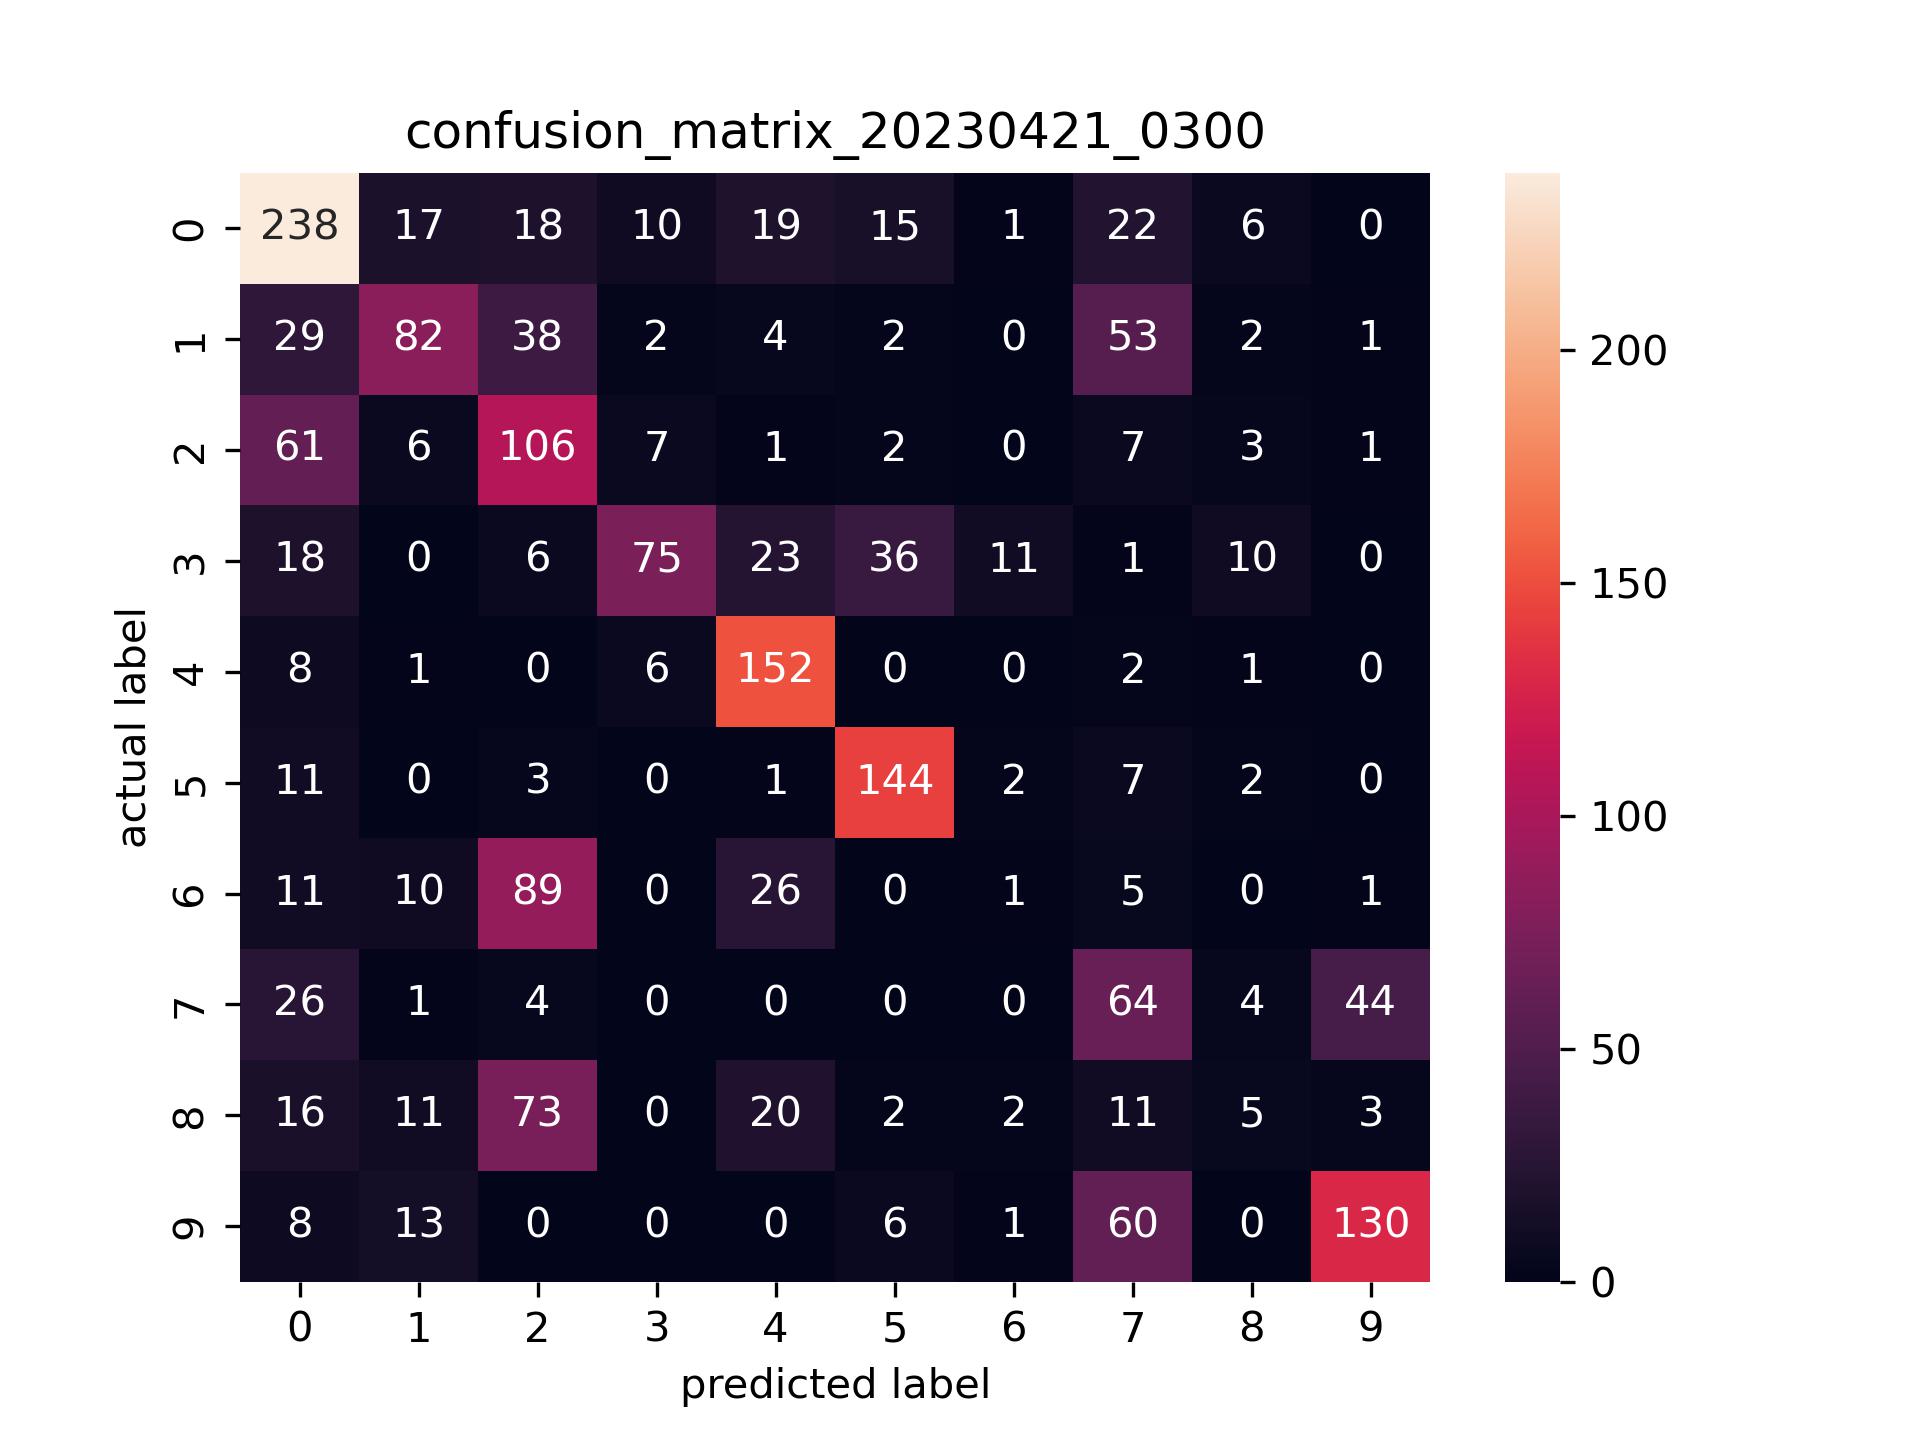 confusion_matrix_20230421_0300
0 238 17 18 10 19 15 1 22 6 0
1 29 82 38 2 4 2 0 53 2 1
2 61 6 106 7 1 2 0 7 3 1
3 18 0 6 75 23 36 11 1 10 0
4 8 1 0 6 152 0 0 2 1 0
5 11 0 3 0 1 144 2 7 2 0
6 11 10 89 0 26 0 1 5 0 1
7 26 1 4 0 0 0 0 64 4 44
8 16 11 73 0 20 2 2 11 5 3
9 8 13 0 0 0 6 1 60 0 130
0 1 2 3 4 5 6 7 8 9
predicted label
actual label
200
150
100
50
0